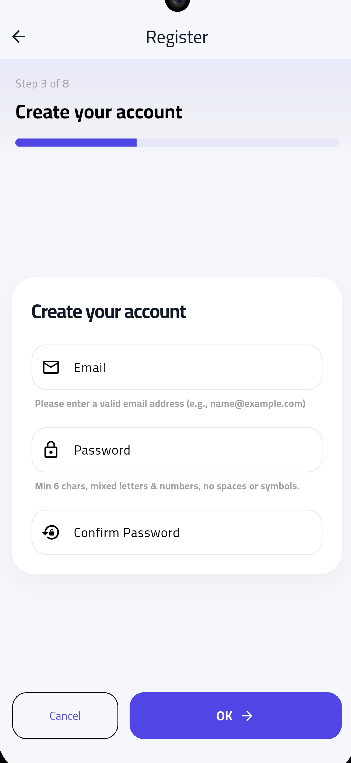 Register
Step 3 of 8
Create your account
Create your account
Email
Please enter a valid email address (e.g., name@example.com)
Password
Min 6 chars, mixed letters & numbers, no spaces or symbols.
Confirm Password
Cancel
OK